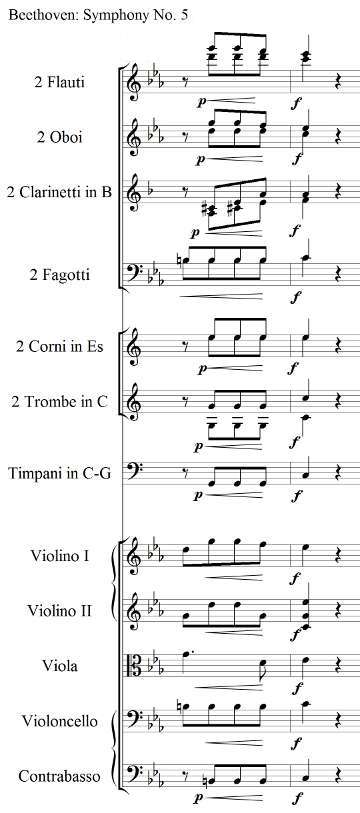 Beethoven: Symphony No. 5
2 Flauti
p f
2 Oboi
p f
2 Clarinetti in B
p f
2 Fagotti
f
2 Corni in Es
p f
2 Trombe in C
p f
Timpani in C-G
p f
Violino I
f
Violino II
f
Viola
f
Violoncello
f
Contrabasso
p f